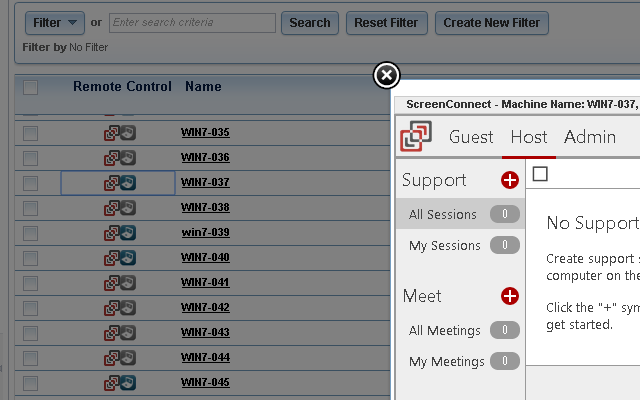 Filter or Enter search criteria Search Reset Filter Create New Filter
Filter by No Filter
Remote Control Name
WIN7-035
WIN7-036
WIN7-037
WIN7-038
win7-039
WIN7-040
WIN7-041
WIN7-042
WIN7-043
WIN7-044
WIN7-045
ScreenConnect - Machine Name: WIN7-037,
Guest Host Admin
Support
All Sessions 0
My Sessions 0
Meet
All Meetings 0
My Meetings 0
No Support
Create support s
computer on the
Click the "+" sym
get started.